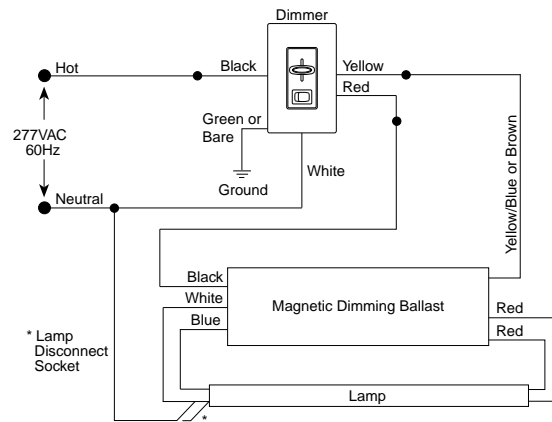 Dimmer
Hot
Black
Yellow
Red
277VAC
60Hz
Green or
Bare
Ground
White
Neutral
Yellow/Blue or Brown
Black
White
Blue
Magnetic Dimming Ballast
Red
Red
* Lamp
Disconnect
Socket
Lamp
*